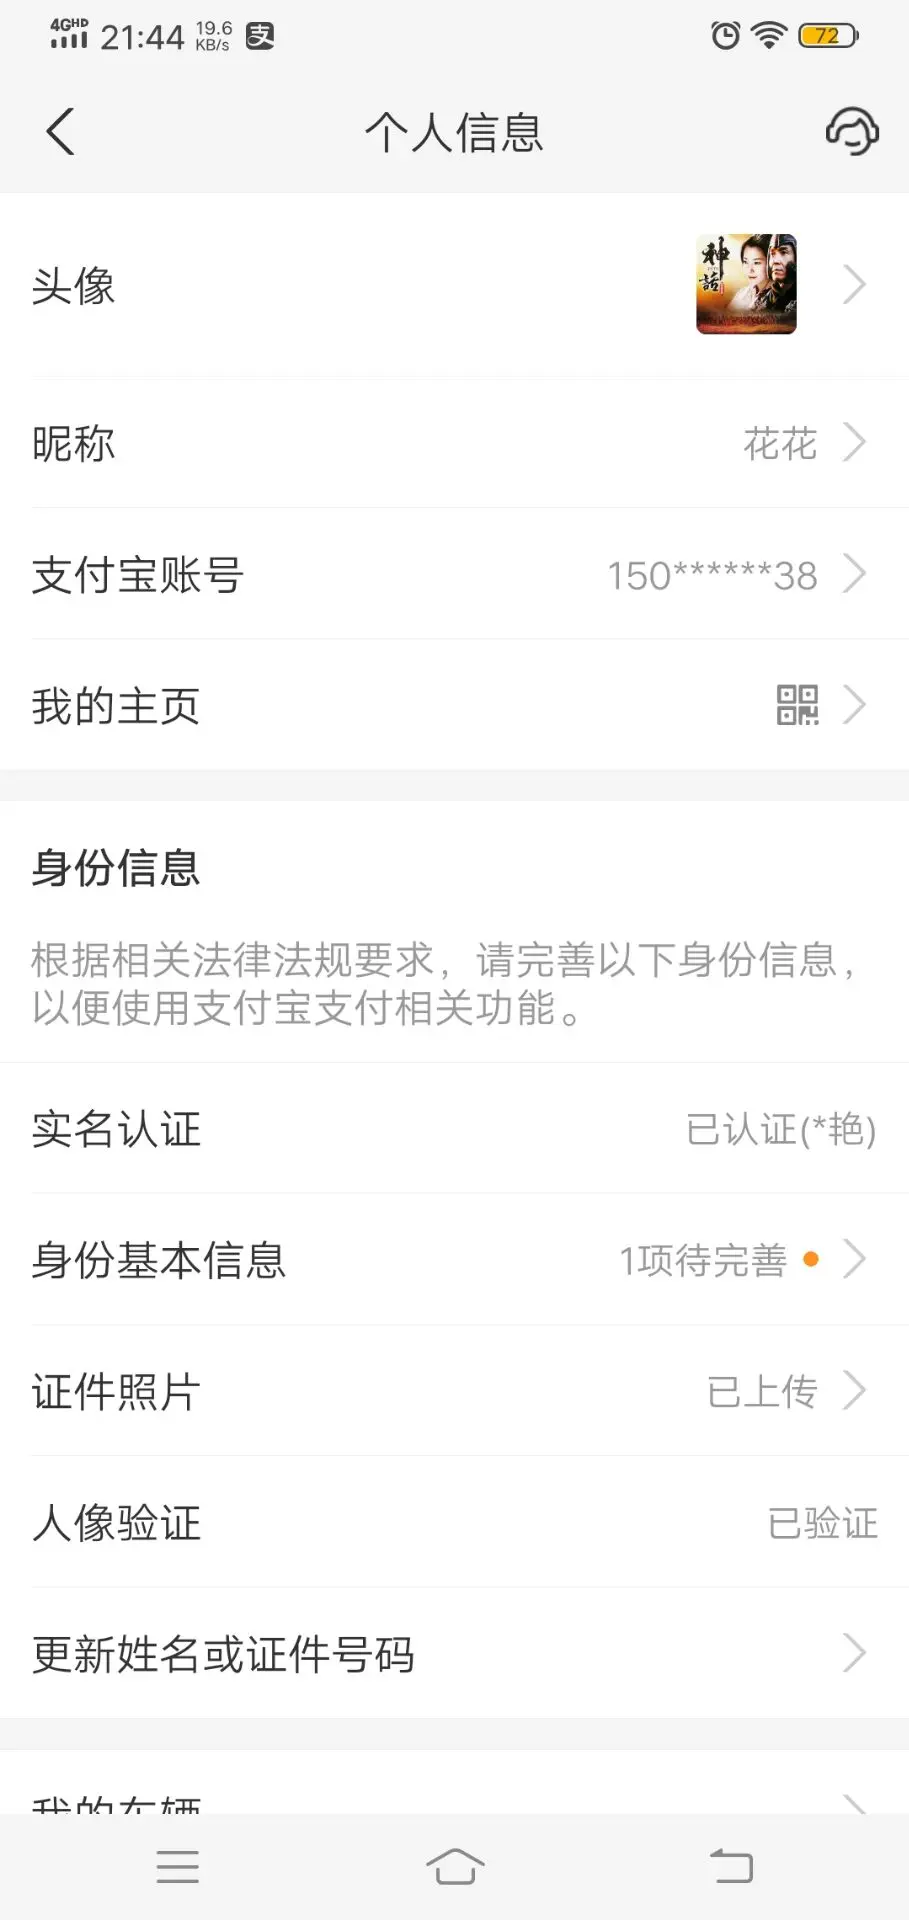 4GHD 21:44 19.6 KB/s 支 72
个人信息
头像
神话
昵称 花花
支付宝账号 150******38
我的主页
身份信息
根据相关法律法规要求，请完善以下身份信息，
以便使用支付宝支付相关功能。
实名认证 已认证(*艳)
身份基本信息 1项待完善
证件照片 已上传
人像验证 已验证
更新姓名或证件号码
我的车辆